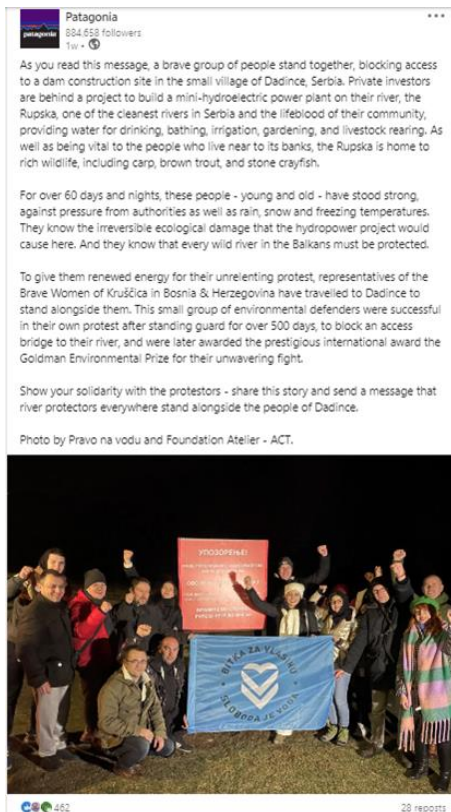 Patagonia
884,658 followers
1w •
patagonia
As you read this message, a brave group of people stand together, blocking access
to a dam construction site in the small village of Dadince, Serbia. Private investors
are behind a project to build a mini-hydroelectric power plant on their river, the
Rupska, one of the cleanest rivers in Serbia and the lifeblood of their community,
providing water for drinking, bathing, irrigation, gardening, and livestock rearing. As
well as being vital to the people who live near to its banks, the Rupska is home to
rich wildlife, including carp, brown trout, and stone crayfish.
For over 60 days and nights, these people - young and old - have stood strong,
against pressure from authorities as well as rain, snow and freezing temperatures.
They know the irreversible ecological damage that the hydropower project would
cause here. And they know that every wild river in the Balkans must be protected.
To give them renewed energy for their unrelenting protest, representatives of the
Brave Women of Kruščica in Bosnia & Herzegovina have travelled to Dadince to
stand alongside them. This small group of environmental defenders were successful
in their own protest after standing guard for over 500 days, to block an access
bridge to their river, and were later awarded the prestigious international award the
Goldman Environmental Prize for their unwavering fight.
Show your solidarity with the protestors - share this story and send a message that
river protectors everywhere stand alongside the people of Dadince.
Photo by Pravo na vodu and Foundation Atelier - ACT.
УПОЗОРЕЊЕ!
BITKA ZA VLASINU
SLOBODA JE VODA
462
28 reposts